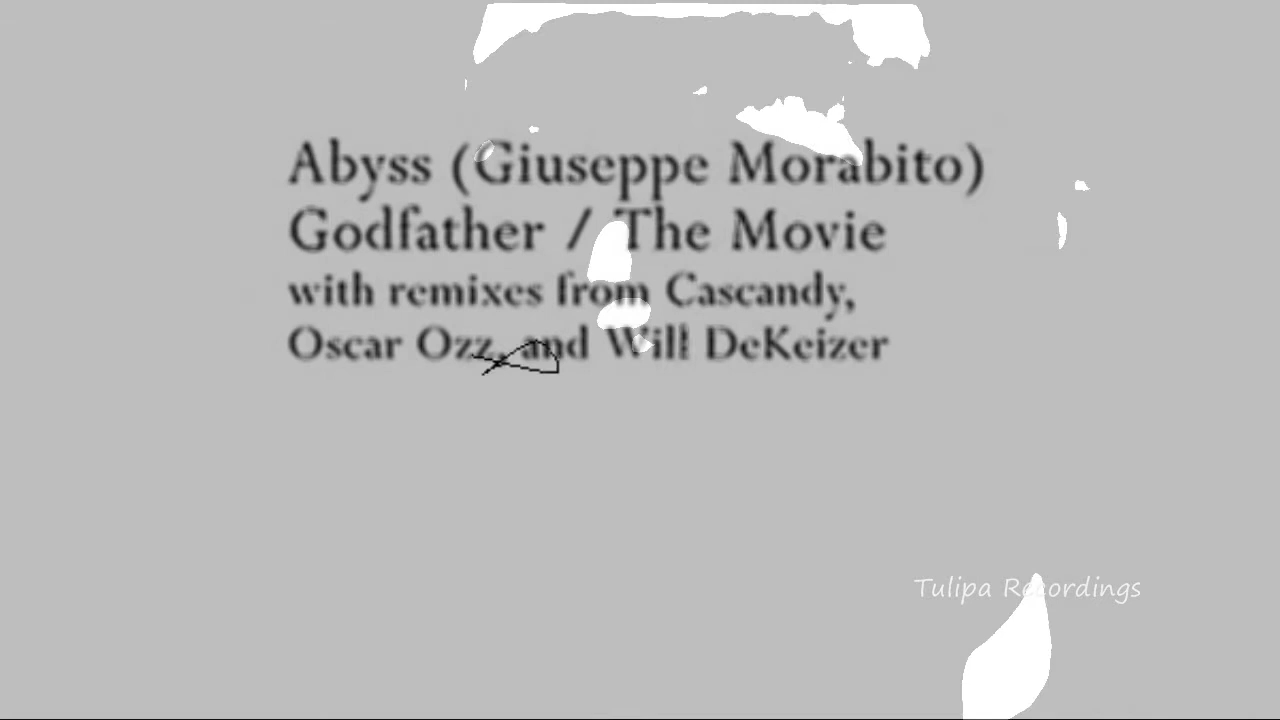 Abyss (Giuseppe Morabito)
Godfather / The Movie
with remixes from Cascandy,
Oscar Ozz, and Will DeKeizer
Tulipa Recordings